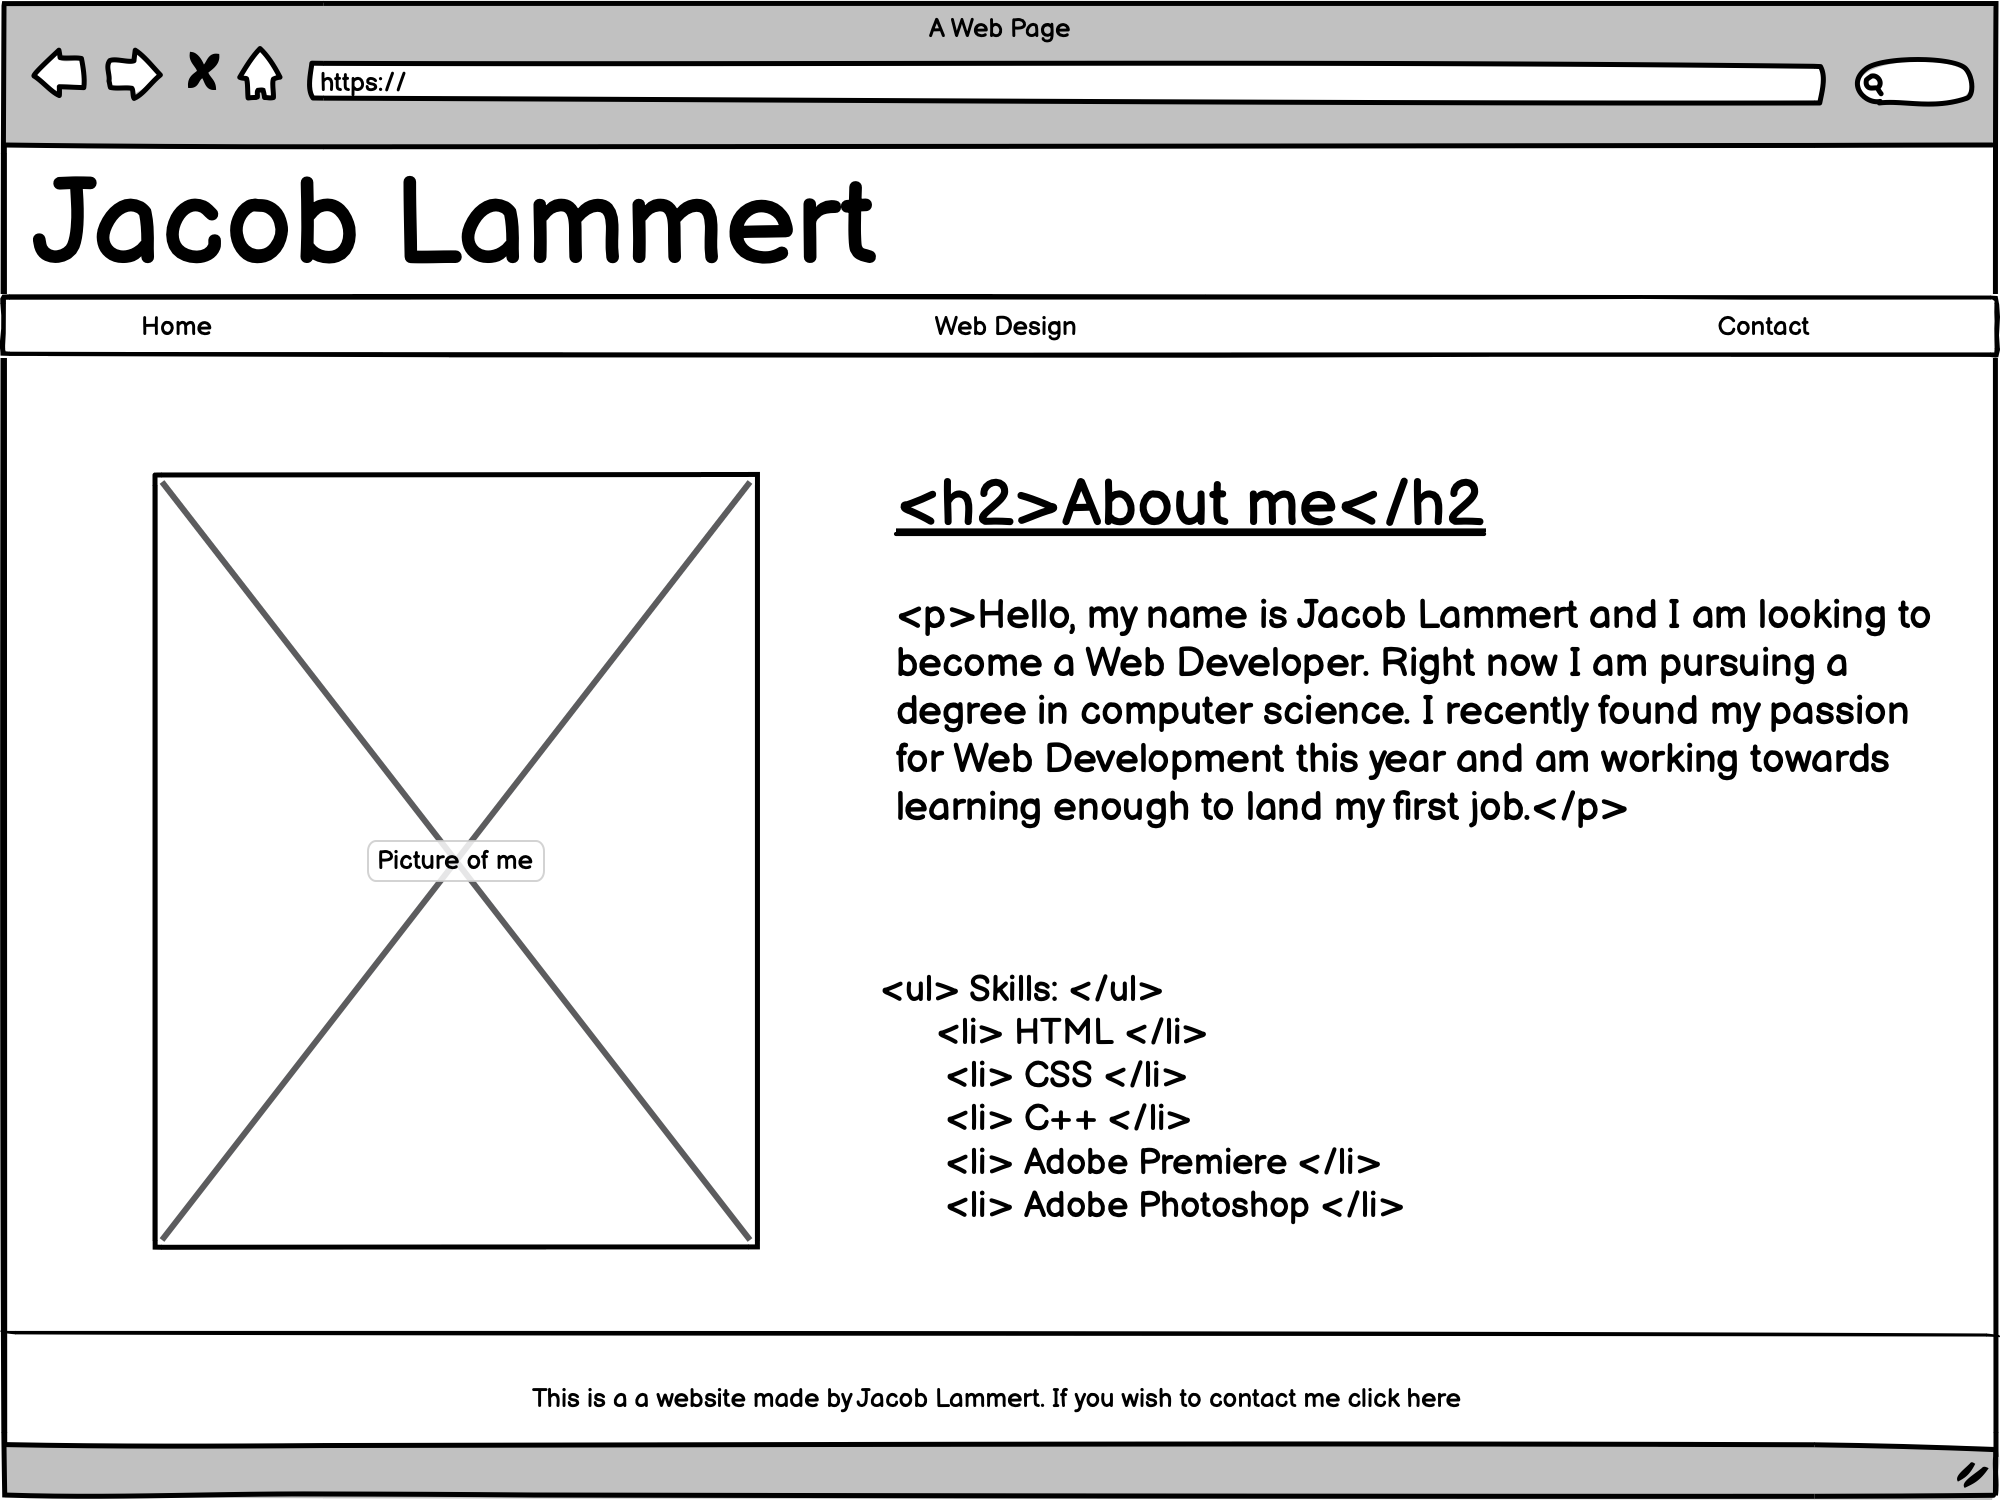 A Web Page
https://
Jacob Lammert
Home Web Design Contact
<h2>About me</h2
<p>Hello, my name is Jacob Lammert and I am looking to
become a Web Developer. Right now I am pursuing a
degree in computer science. I recently found my passion
for Web Development this year and am working towards
learning enough to land my first job.</p>
Picture of me
<ul> Skills: </ul>
<li> HTML </li>
<li> CSS </li>
<li> C++ </li>
<li> Adobe Premiere </li>
<li> Adobe Photoshop </li>
This is a a website made by Jacob Lammert. If you wish to contact me click here